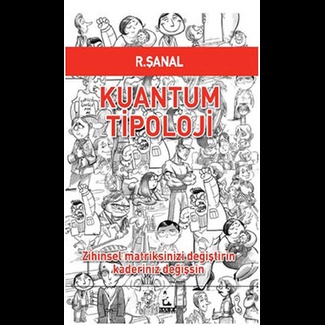 R.ŞANAL
KUANTUM
TİPOLOJİ
Zihinsel matriksinizi değiştirin
kaderiniz değişsin